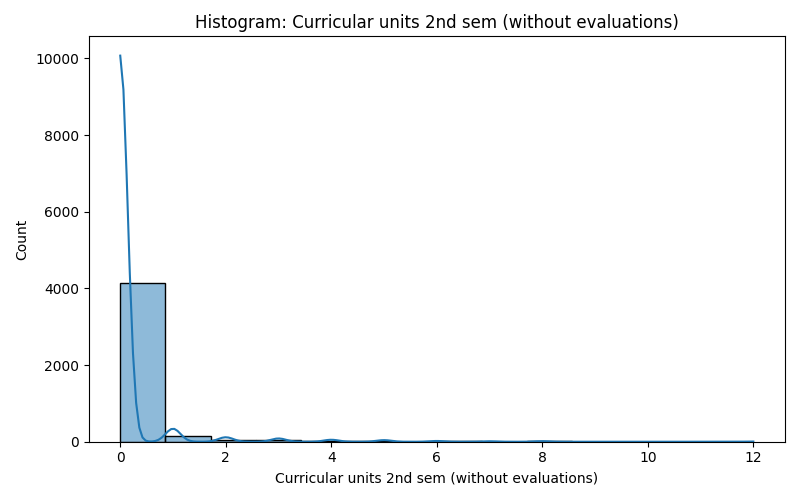 Histogram: Curricular units 2nd sem (without evaluations)
Count
10000
8000
6000
4000
2000
0
0 2 4 6 8 10 12
Curricular units 2nd sem (without evaluations)